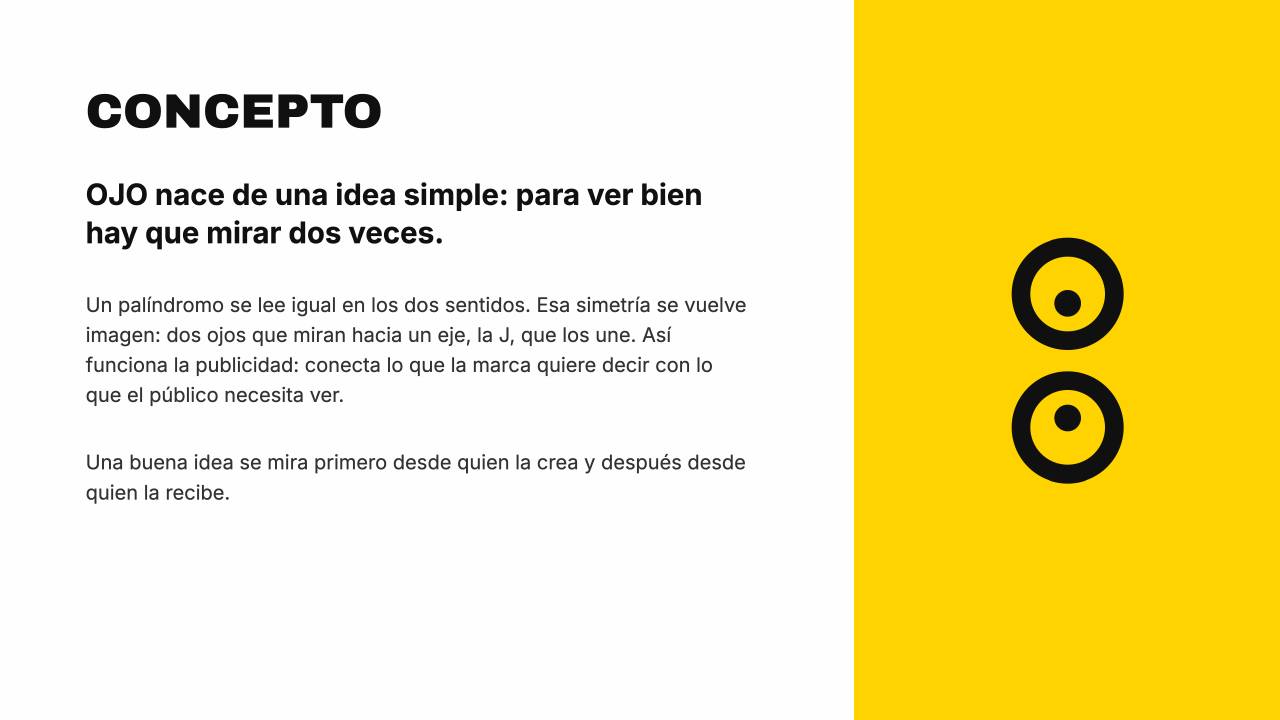 CONCEPTO
OJO nace de una idea simple: para ver bien
hay que mirar dos veces.
Un palíndromo se lee igual en los dos sentidos. Esa simetría se vuelve
imagen: dos ojos que miran hacia un eje, la J, que los une. Así
funciona la publicidad: conecta lo que la marca quiere decir con lo
que el público necesita ver.
Una buena idea se mira primero desde quien la crea y después desde
quien la recibe.